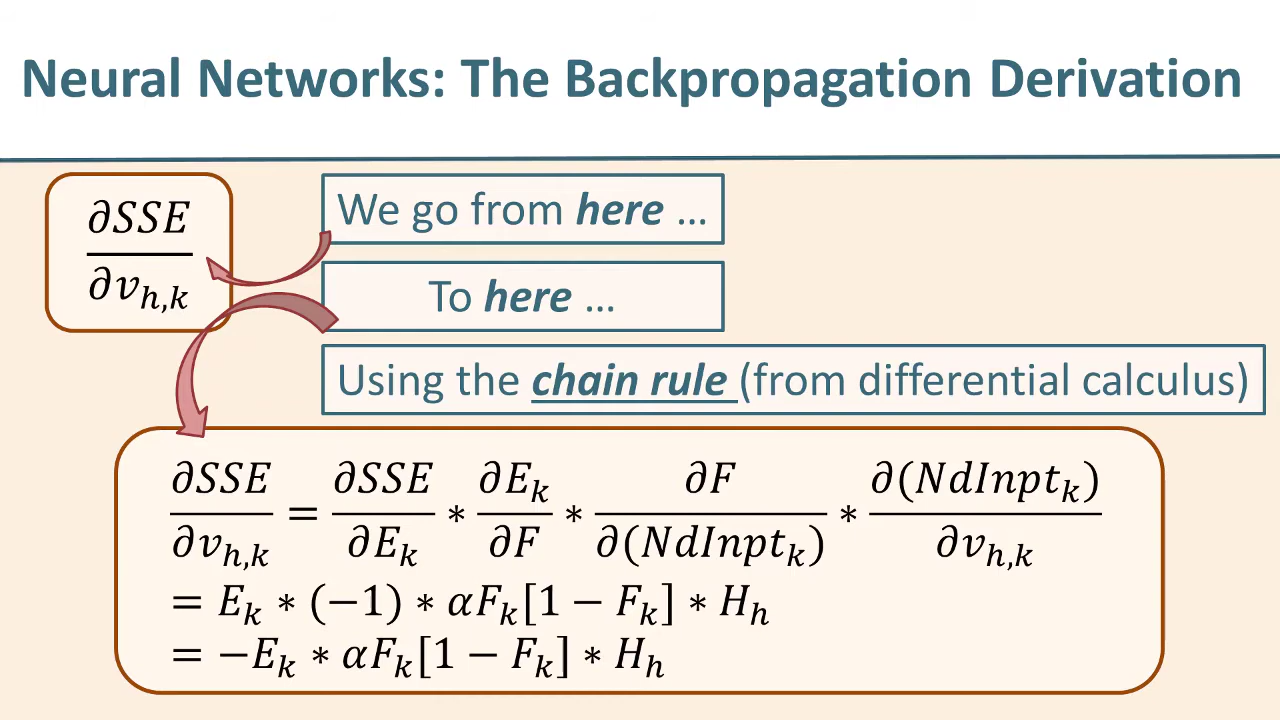 Neural Networks: The Backpropagation Derivation
∂SSE/∂v_{h,k}
We go from here …
To here …
Using the chain rule (from differential calculus)
∂SSE/∂v_{h,k} = ∂SSE/∂E_k * ∂E_k/∂F * ∂F/∂(NdInpt_k) * ∂(NdInpt_k)/∂v_{h,k}
= E_k * (−1) * αF_k[1 − F_k] * H_h
= −E_k * αF_k[1 − F_k] * H_h